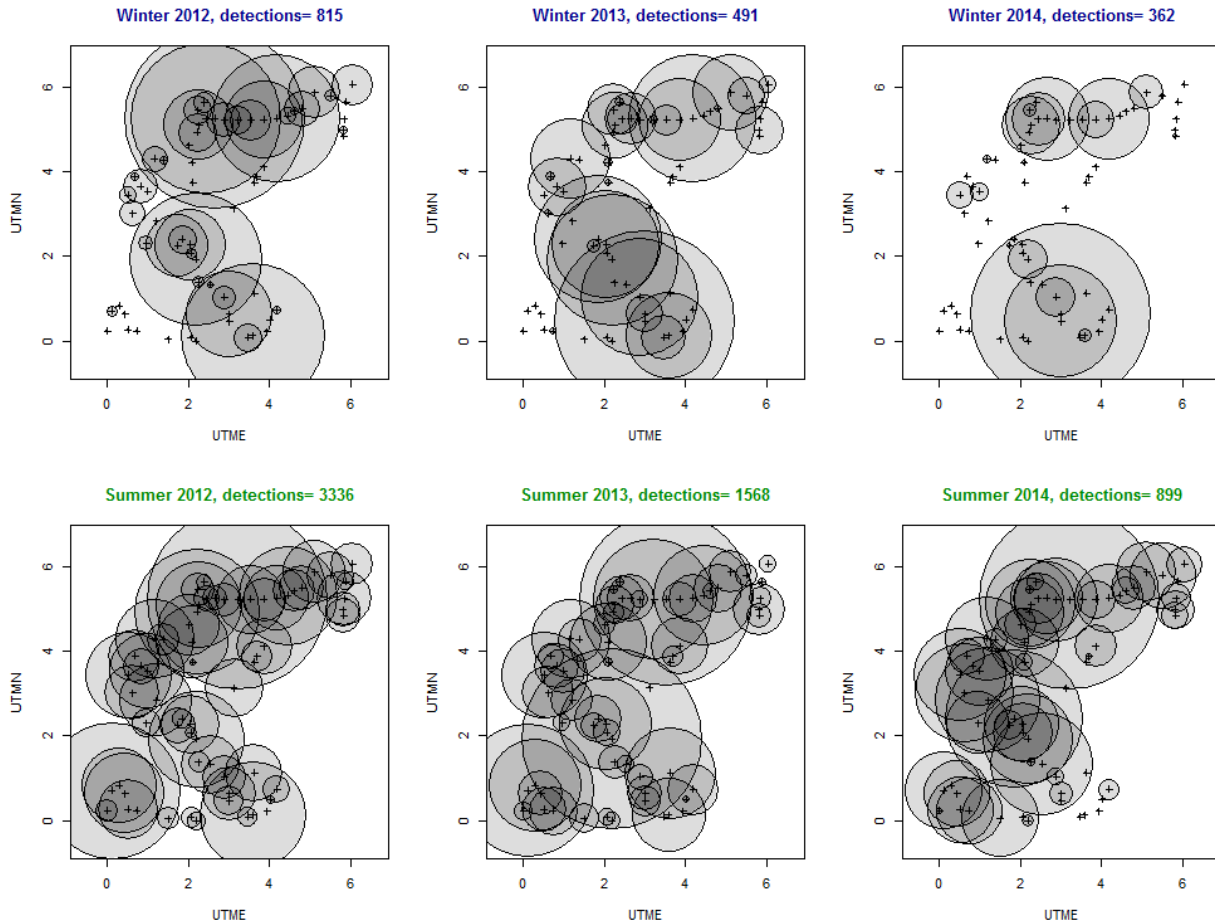 Winter 2012, detections= 815
Winter 2013, detections= 491
Winter 2014, detections= 362
UTMN
6
4
2
0
0 2 4 6
UTME
UTMN
6
4
2
0
0 2 4 6
UTME
UTMN
6
4
2
0
0 2 4 6
UTME
Summer 2012, detections= 3336
Summer 2013, detections= 1568
Summer 2014, detections= 899
UTMN
6
4
2
0
0 2 4 6
UTME
UTMN
6
4
2
0
0 2 4 6
UTME
UTMN
6
4
2
0
0 2 4 6
UTME